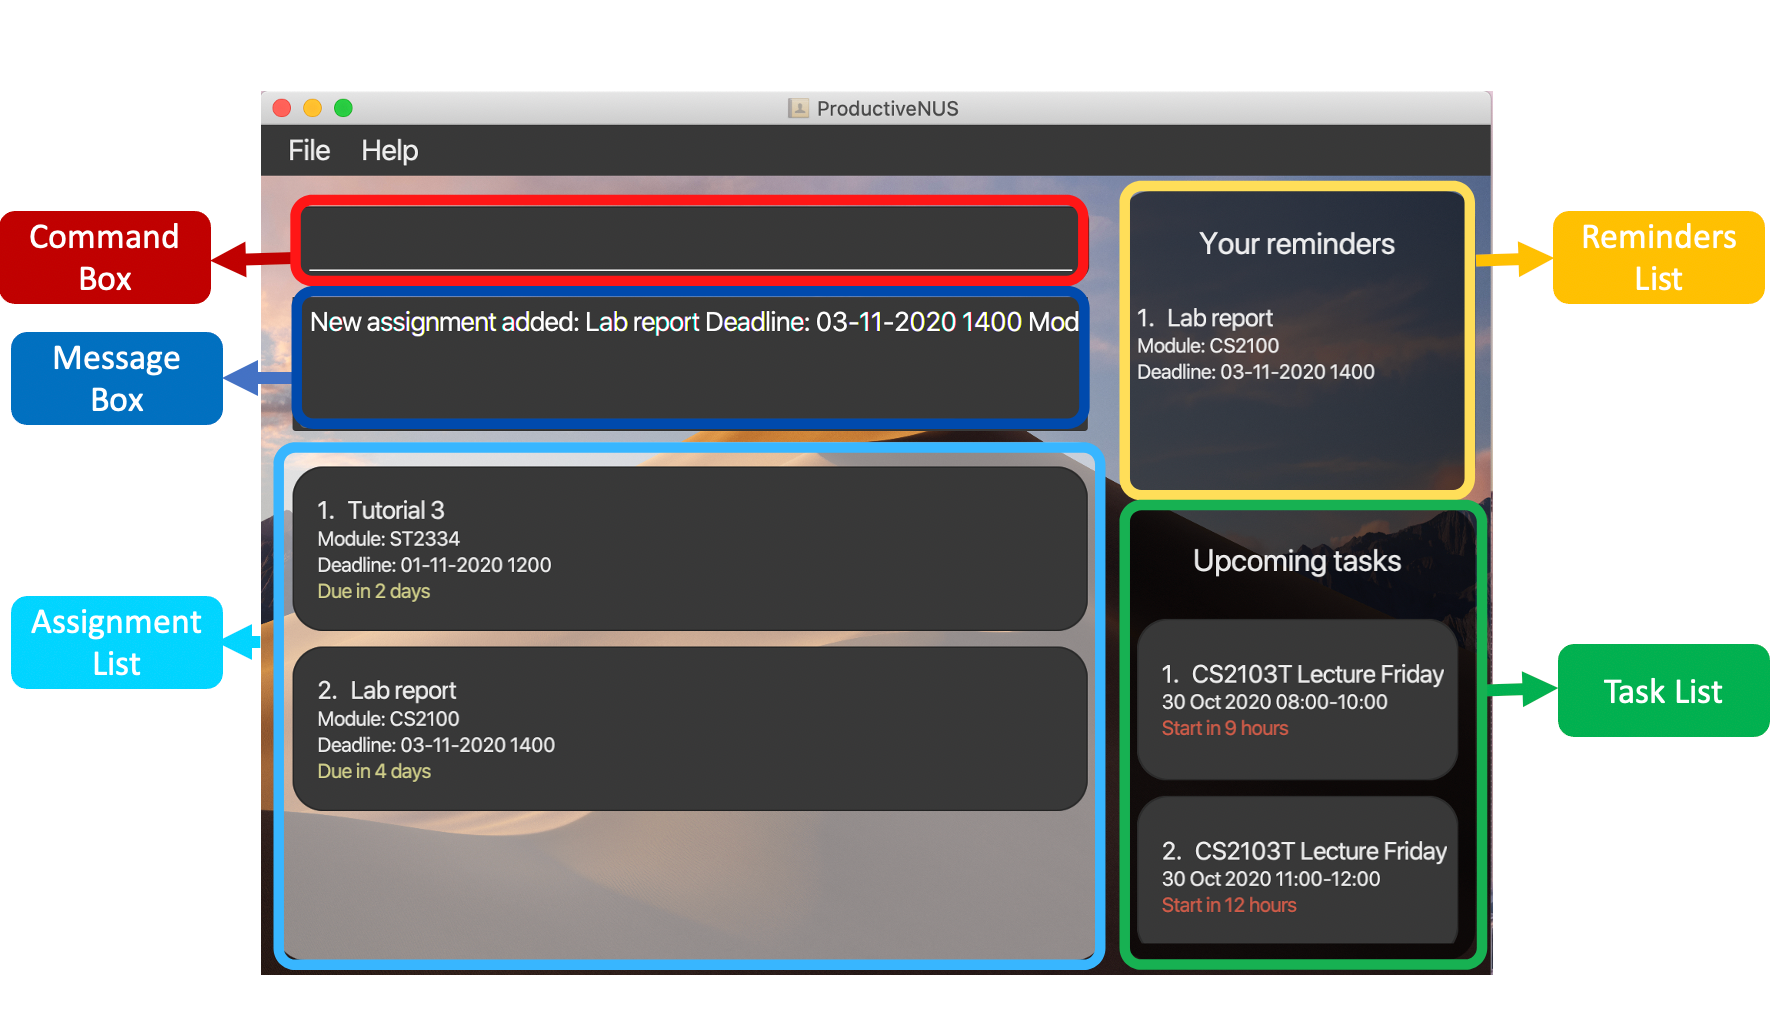 ProductiveNUS
File Help
Command
Box
Message
Box
New assignment added: Lab report Deadline: 03-11-2020 1400 Mod
Assignment
List
1. Tutorial 3
Module: ST2334
Deadline: 01-11-2020 1200
Due in 2 days
2. Lab report
Module: CS2100
Deadline: 03-11-2020 1400
Due in 4 days
Your reminders
1. Lab report
Module: CS2100
Deadline: 03-11-2020 1400
Reminders
List
Upcoming tasks
1. CS2103T Lecture Friday
30 Oct 2020 08:00-10:00
Start in 9 hours
2. CS2103T Lecture Friday
30 Oct 2020 11:00-12:00
Start in 12 hours
Task List